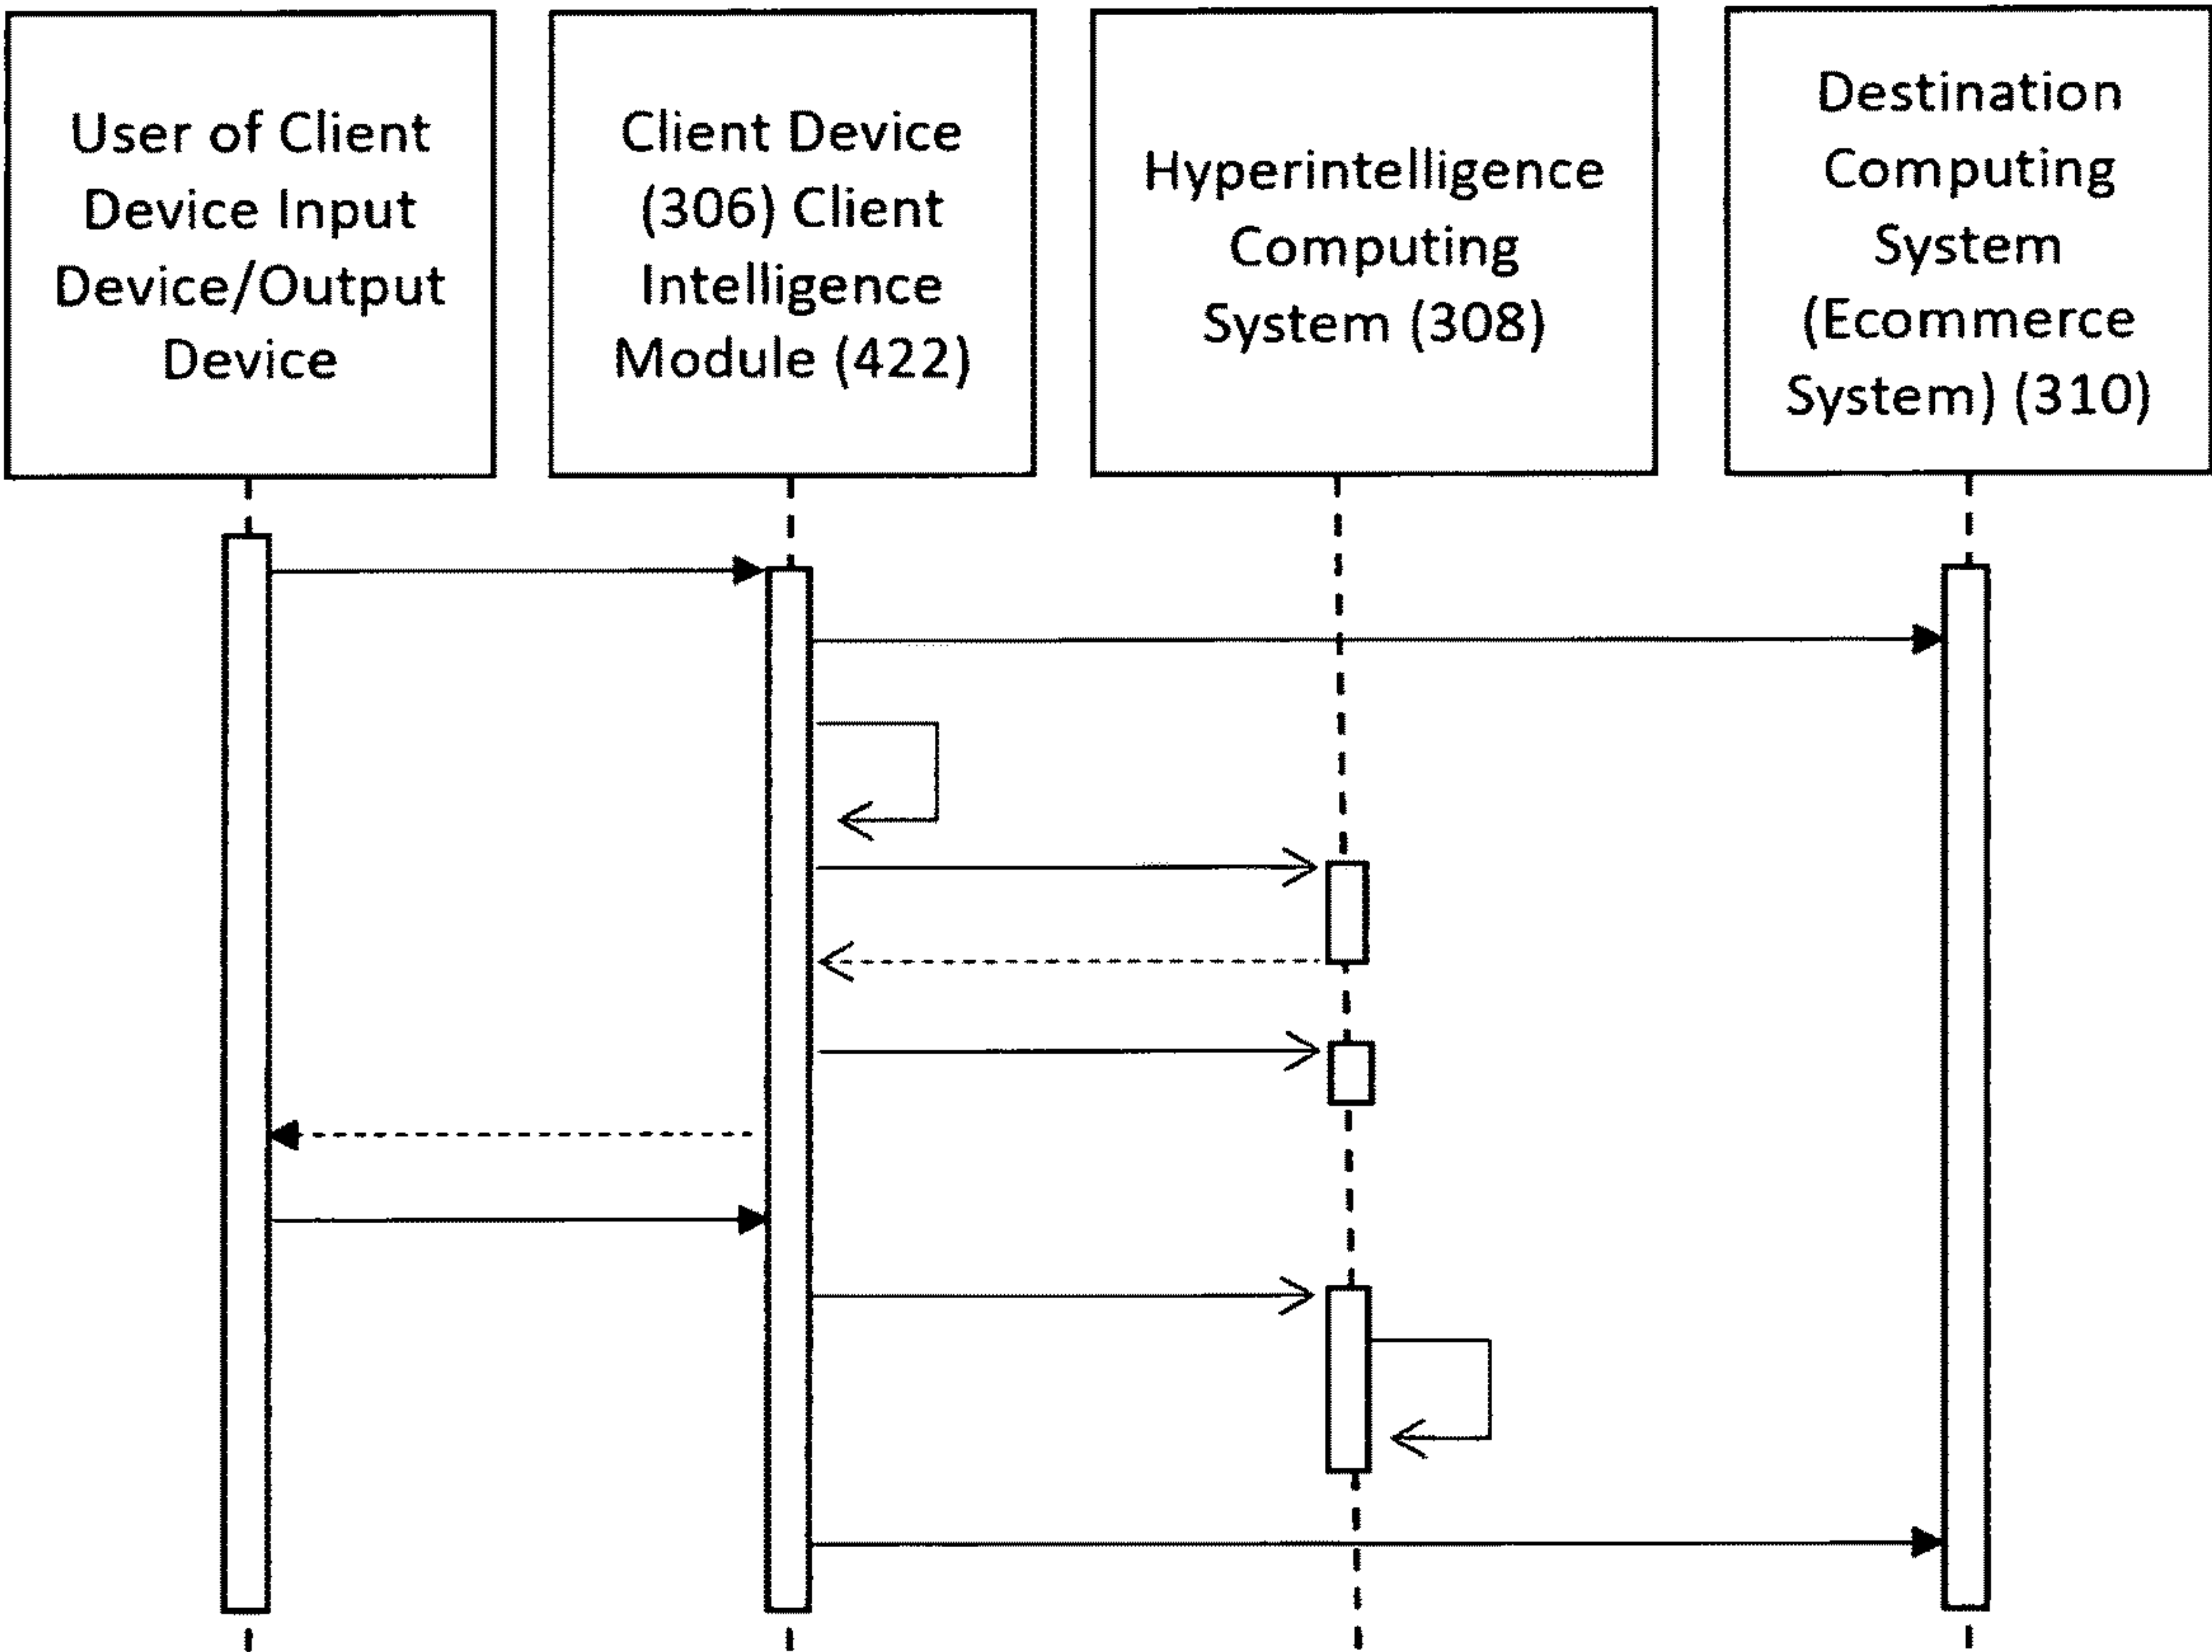 User of Client
Device Input
Device/Output
Device
Client Device
(306) Client
Intelligence
Module (422)
Hyperintelligence
Computing
System (308)
Destination
Computing
System
(Ecommerce
System) (310)